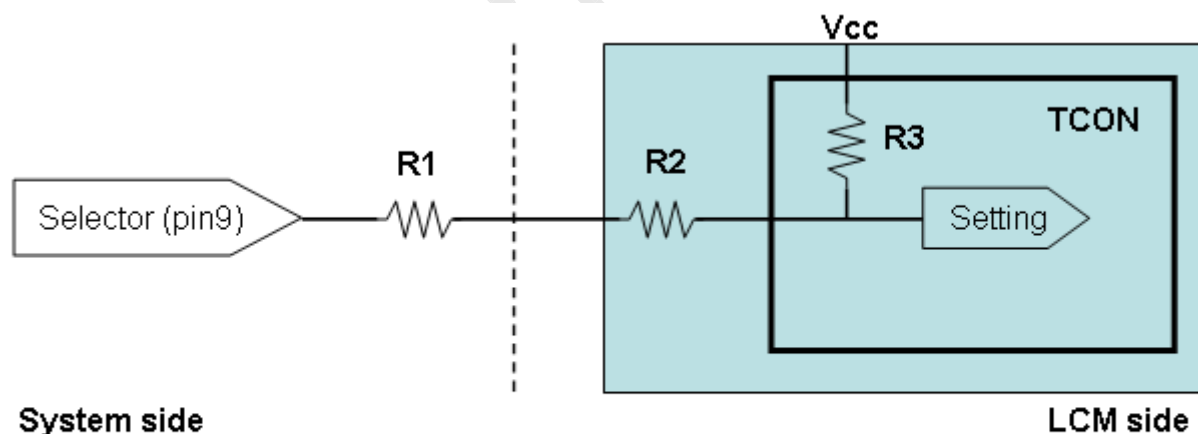 Vcc
TCON
R3
R1
R2
Selector (pin9)
Setting
System side
LCM side